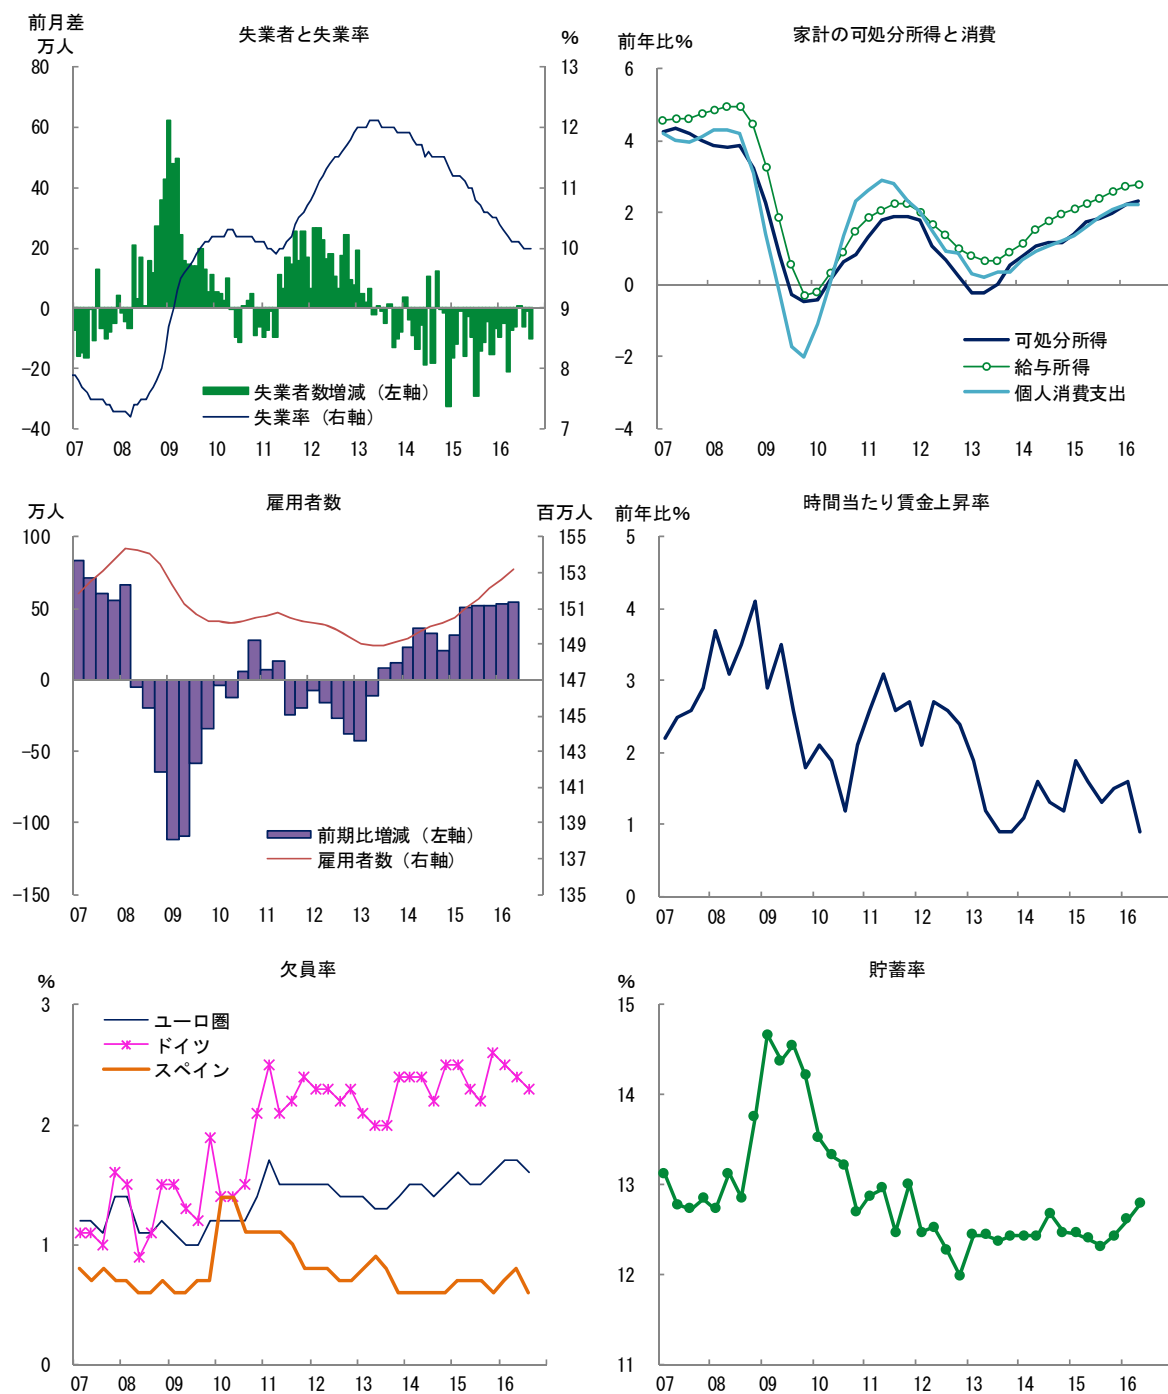 失業者と失業率
前月差
万人
%
80
60
40
20
0
-20
-40
13
12
11
10
9
8
7
失業者数増減（左軸）
失業率（右軸）
07 08 09 10 11 12 13 14 15 16
家計の可処分所得と消費
前年比%
6
4
2
0
-2
-4
可処分所得
給与所得
個人消費支出
07 08 09 10 11 12 13 14 15 16
雇用者数
万人
百万人
100
50
0
-50
-100
-150
155
153
151
149
147
145
143
141
139
137
135
前期比増減（左軸）
雇用者数（右軸）
07 08 09 10 11 12 13 14 15 16
時間当たり賃金上昇率
前年比%
5
4
3
2
1
0
07 08 09 10 11 12 13 14 15 16
欠員率
%
3
2
1
0
ユーロ圏
ドイツ
スペイン
07 08 09 10 11 12 13 14 15 16
貯蓄率
%
15
14
13
12
11
07 08 09 10 11 12 13 14 15 16